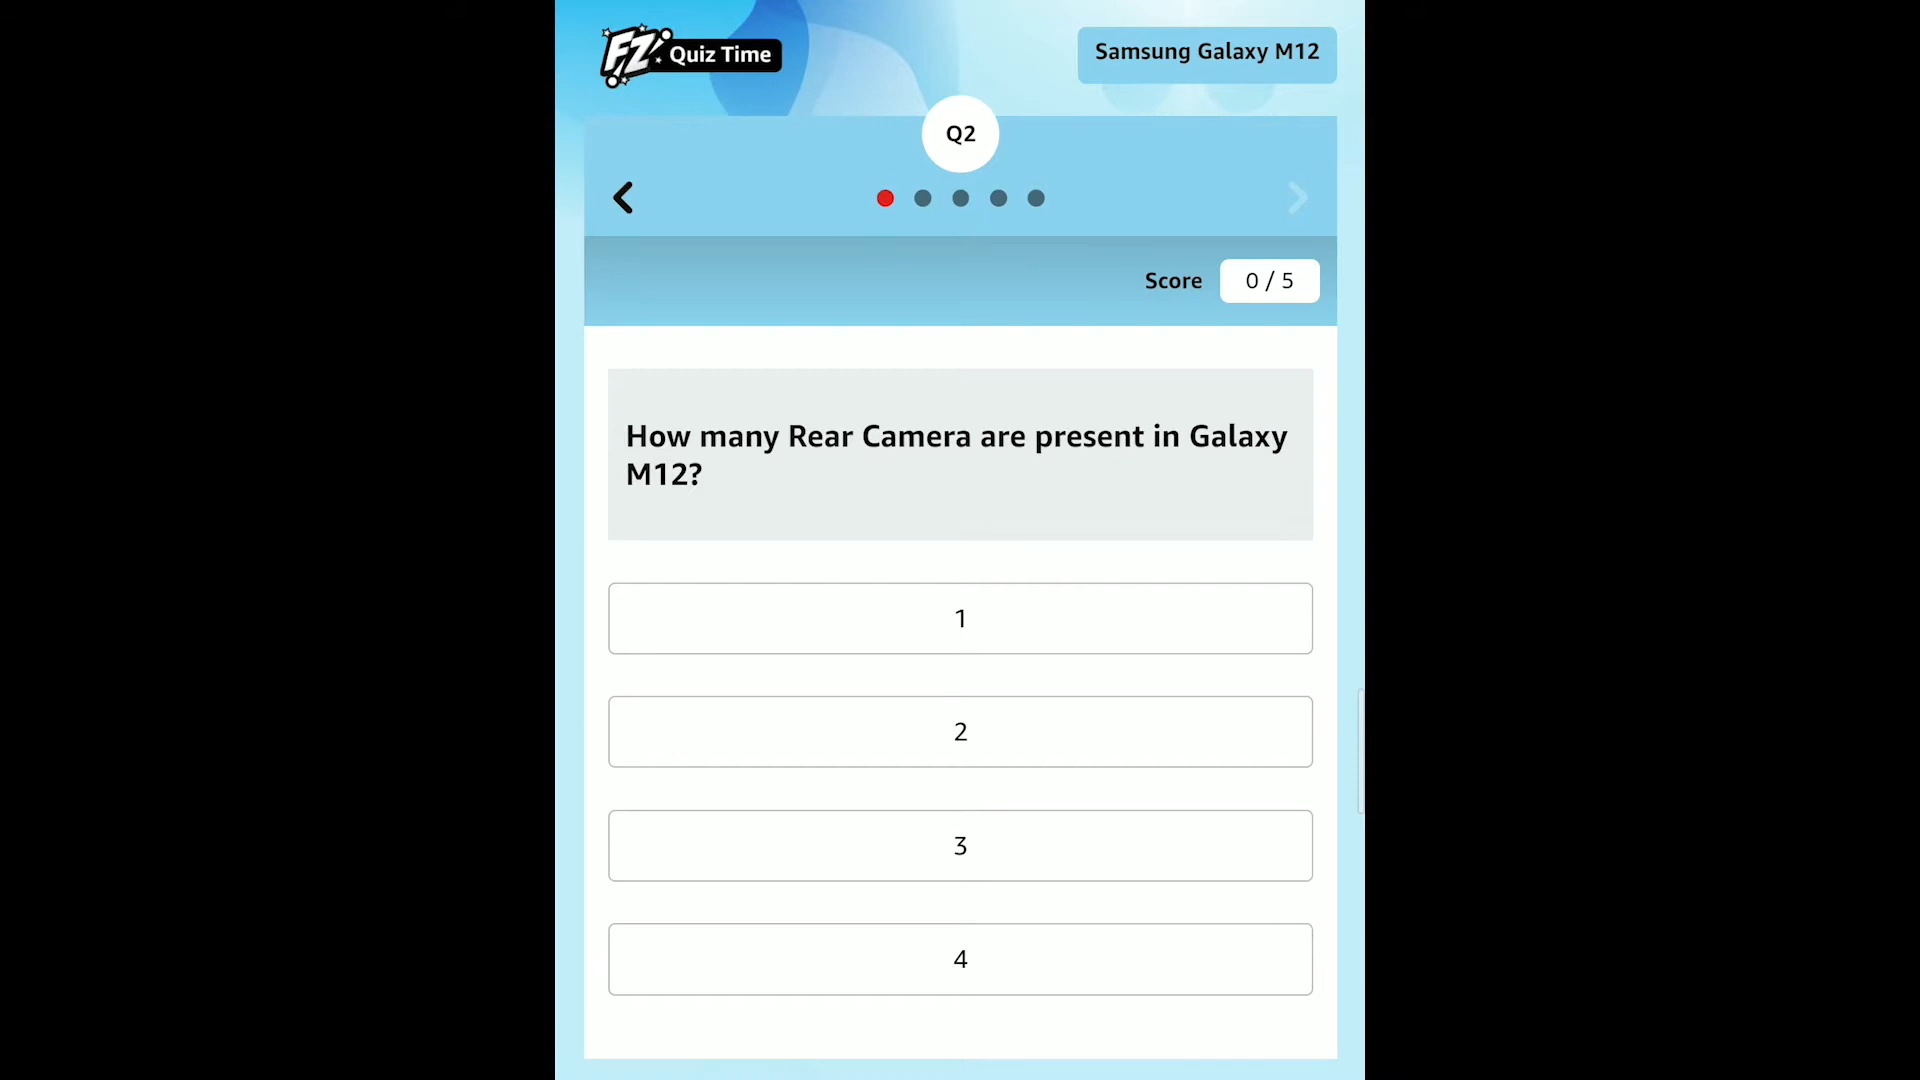 FZ Quiz Time
Samsung Galaxy M12
Q2
Score 0 / 5
How many Rear Camera are present in Galaxy
M12?
1
2
3
4